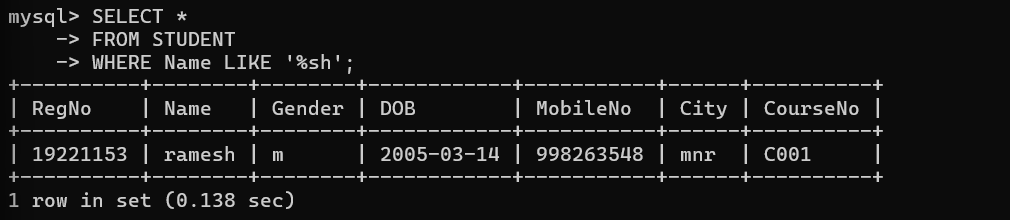 mysql> SELECT *
    -> FROM STUDENT
    -> WHERE Name LIKE '%sh';
+----------+--------+--------+------------+-----------+------+----------+
| RegNo    | Name   | Gender | DOB        | MobileNo  | City | CourseNo |
+----------+--------+--------+------------+-----------+------+----------+
| 19221153 | ramesh | m      | 2005-03-14 | 998263548 | mnr  | C001     |
+----------+--------+--------+------------+-----------+------+----------+
1 row in set (0.138 sec)